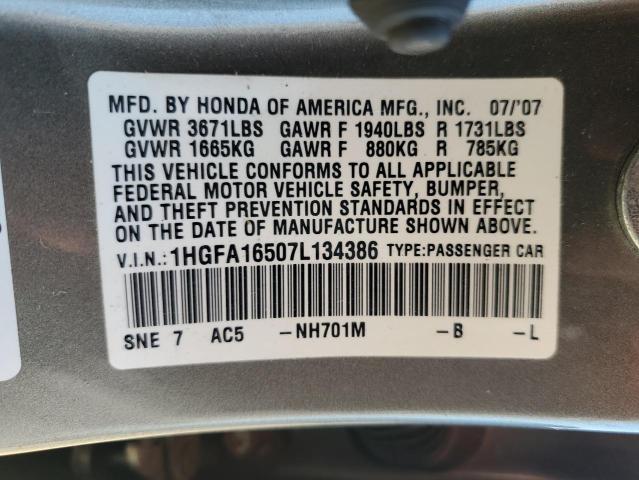 MFD. BY HONDA OF AMERICA MFG., INC. 07/'07
GVWR 3671LBS GAWR F 1940LBS R 1731LBS
GVWR 1665KG GAWR F 880KG R 785KG
THIS VEHICLE CONFORMS TO ALL APPLICABLE
FEDERAL MOTOR VEHICLE SAFETY, BUMPER,
AND THEFT PREVENTION STANDARDS IN EFFECT
ON THE DATE OF MANUFACTURE SHOWN ABOVE.
V.I.N.: 1HGFA16507L134386 TYPE:PASSENGER CAR
SNE 7 AC5 -NH701M -B -L